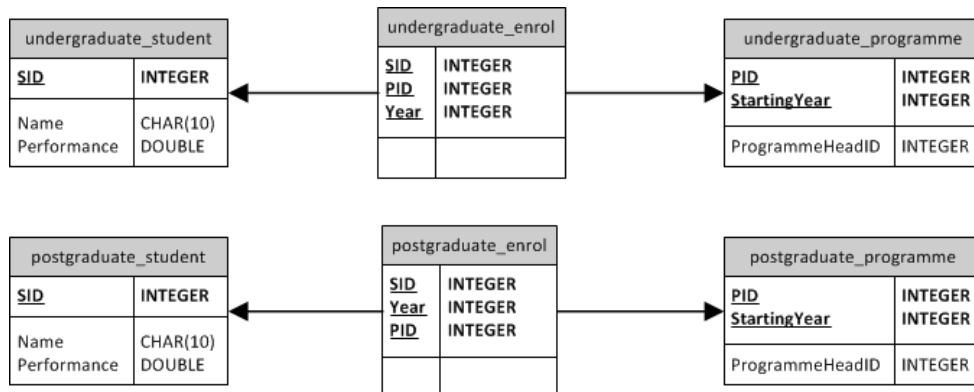 undergraduate_student
SID INTEGER
Name CHAR(10)
Performance DOUBLE
undergraduate_enrol
SID INTEGER
PID INTEGER
Year INTEGER
undergraduate_programme
PID INTEGER
StartingYear INTEGER
ProgrammeHeadID INTEGER
postgraduate_student
SID INTEGER
Name CHAR(10)
Performance DOUBLE
postgraduate_enrol
SID INTEGER
Year INTEGER
PID INTEGER
postgraduate_programme
PID INTEGER
StartingYear INTEGER
ProgrammeHeadID INTEGER